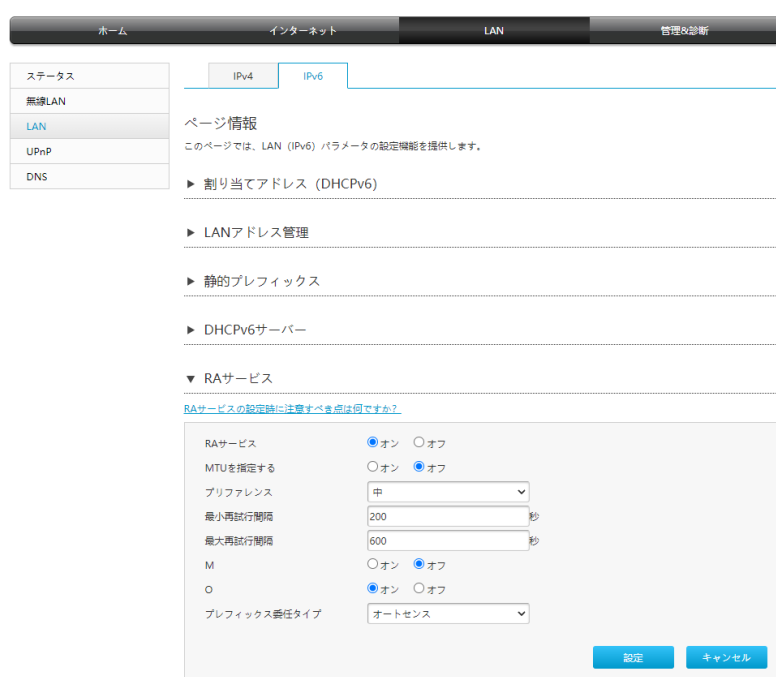 ホーム インターネット LAN 管理&診断
ステータス
無線LAN
LAN
UPnP
DNS
IPv4 IPv6
ページ情報
このページでは、LAN（IPv6）パラメータの設定機能を提供します。
▶ 割り当てアドレス（DHCPv6）
▶ LANアドレス管理
▶ 静的プレフィックス
▶ DHCPv6サーバー
▼ RAサービス
RAサービスの設定時に注意すべき点は何ですか？
RAサービス オン オフ
MTUを指定する オン オフ
プリファレンス 中
最小再試行間隔 200 秒
最大再試行間隔 600 秒
M オン オフ
O オン オフ
プレフィックス委任タイプ オートセンス
設定 キャンセル